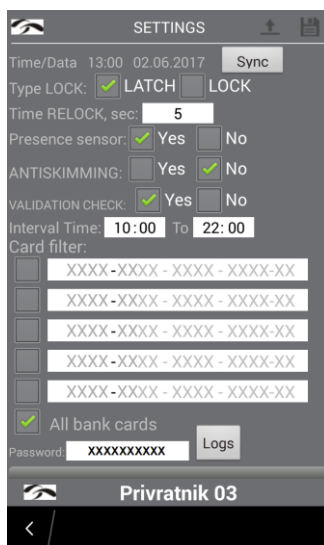 SETTINGS
Time/Data 13:00 02.06.2017 Sync
Type LOCK: LATCH LOCK
Time RELOCK, sec: 5
Presence sensor: Yes No
ANTISKIMMING: Yes No
VALIDATION CHECK: Yes No
Interval Time: 10:00 To 22:00
Card filter:
XXXX-XXXX - XXXX - XXXX-XX
XXXX-XXXX - XXXX - XXXX-XX
XXXX-XXXX - XXXX - XXXX-XX
XXXX-XXXX - XXXX - XXXX-XX
XXXX-XXXX - XXXX - XXXX-XX
All bank cards
Password: XXXXXXXXXX Logs
Privratnik 03